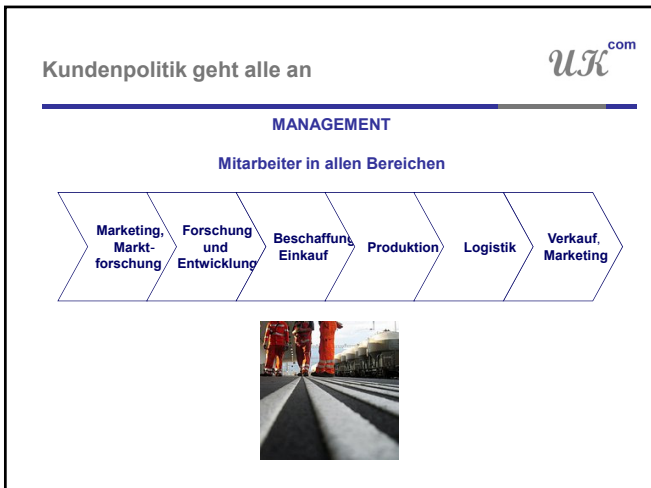 Kundenpolitik geht alle an
UK com
MANAGEMENT
Mitarbeiter in allen Bereichen
Marketing,
Markt-
forschung
Forschung
und
Entwicklung
Beschaffung
Einkauf
Produktion
Logistik
Verkauf,
Marketing